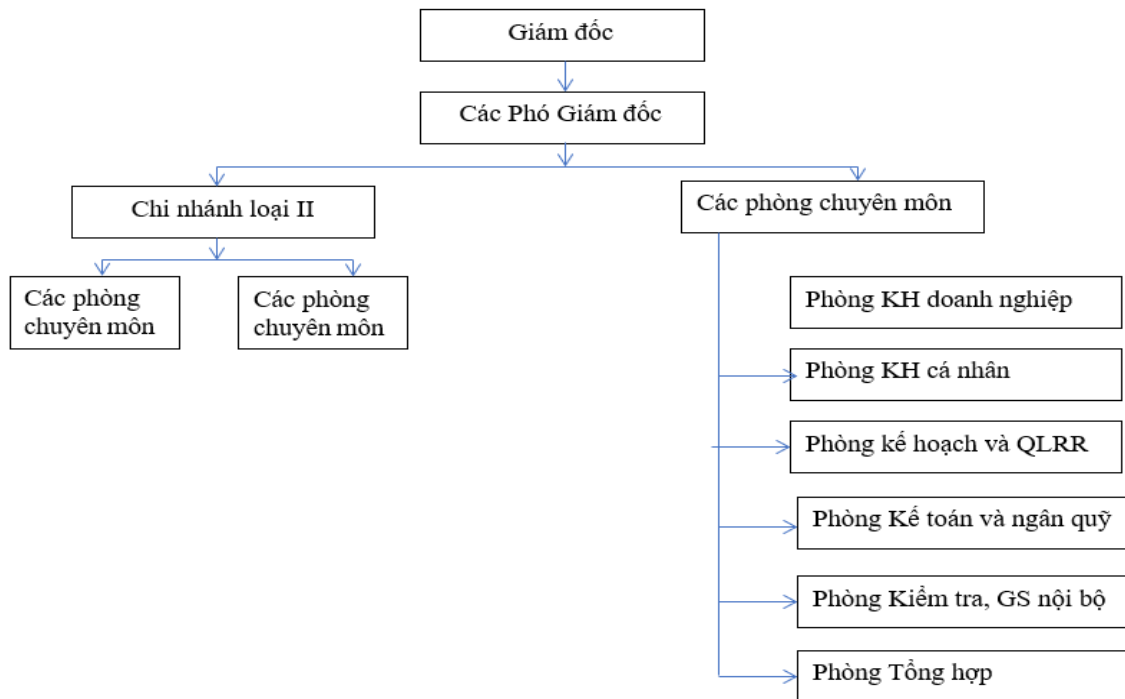 Giám đốc
Các Phó Giám đốc
Chi nhánh loại II
Các phòng chuyên môn
Các phòng
chuyên môn
Các phòng
chuyên môn
Phòng KH doanh nghiệp
Phòng KH cá nhân
Phòng kế hoạch và QLRR
Phòng Kế toán và ngân quỹ
Phòng Kiểm tra, GS nội bộ
Phòng Tổng hợp